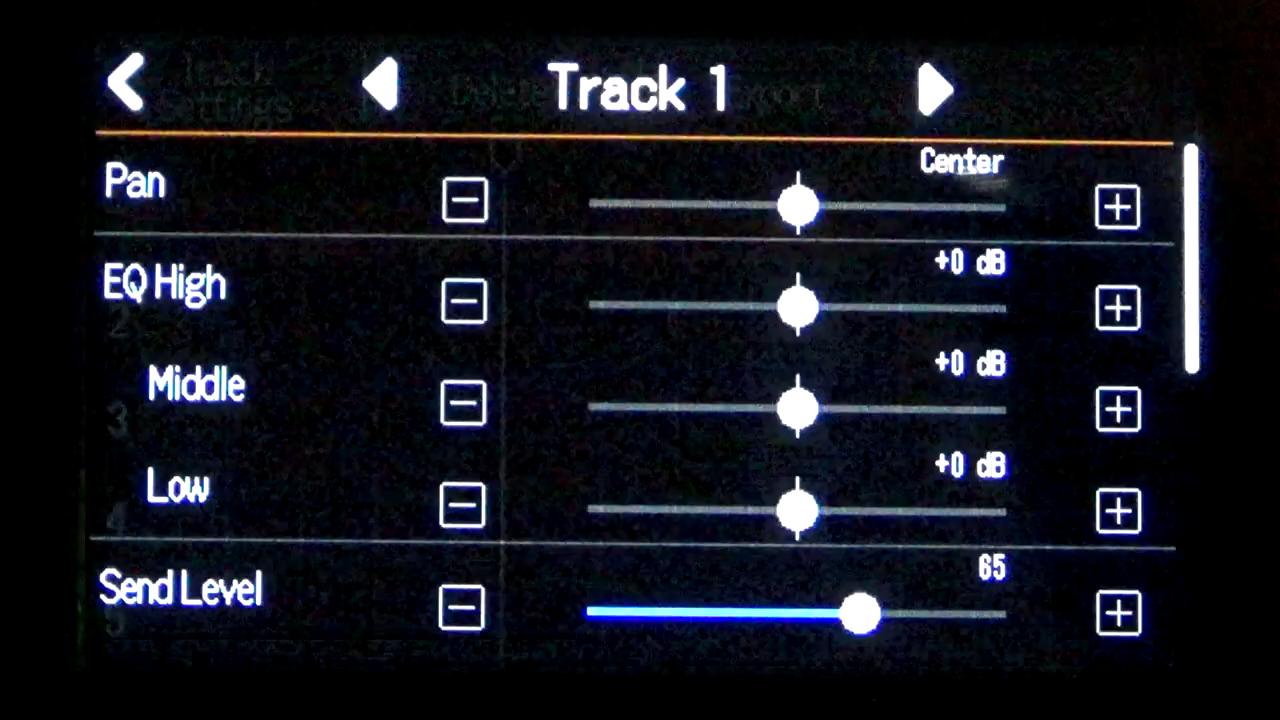 Track 1
Pan
Center
EQ High
+0 dB
Middle
+0 dB
Low
+0 dB
Send Level
65